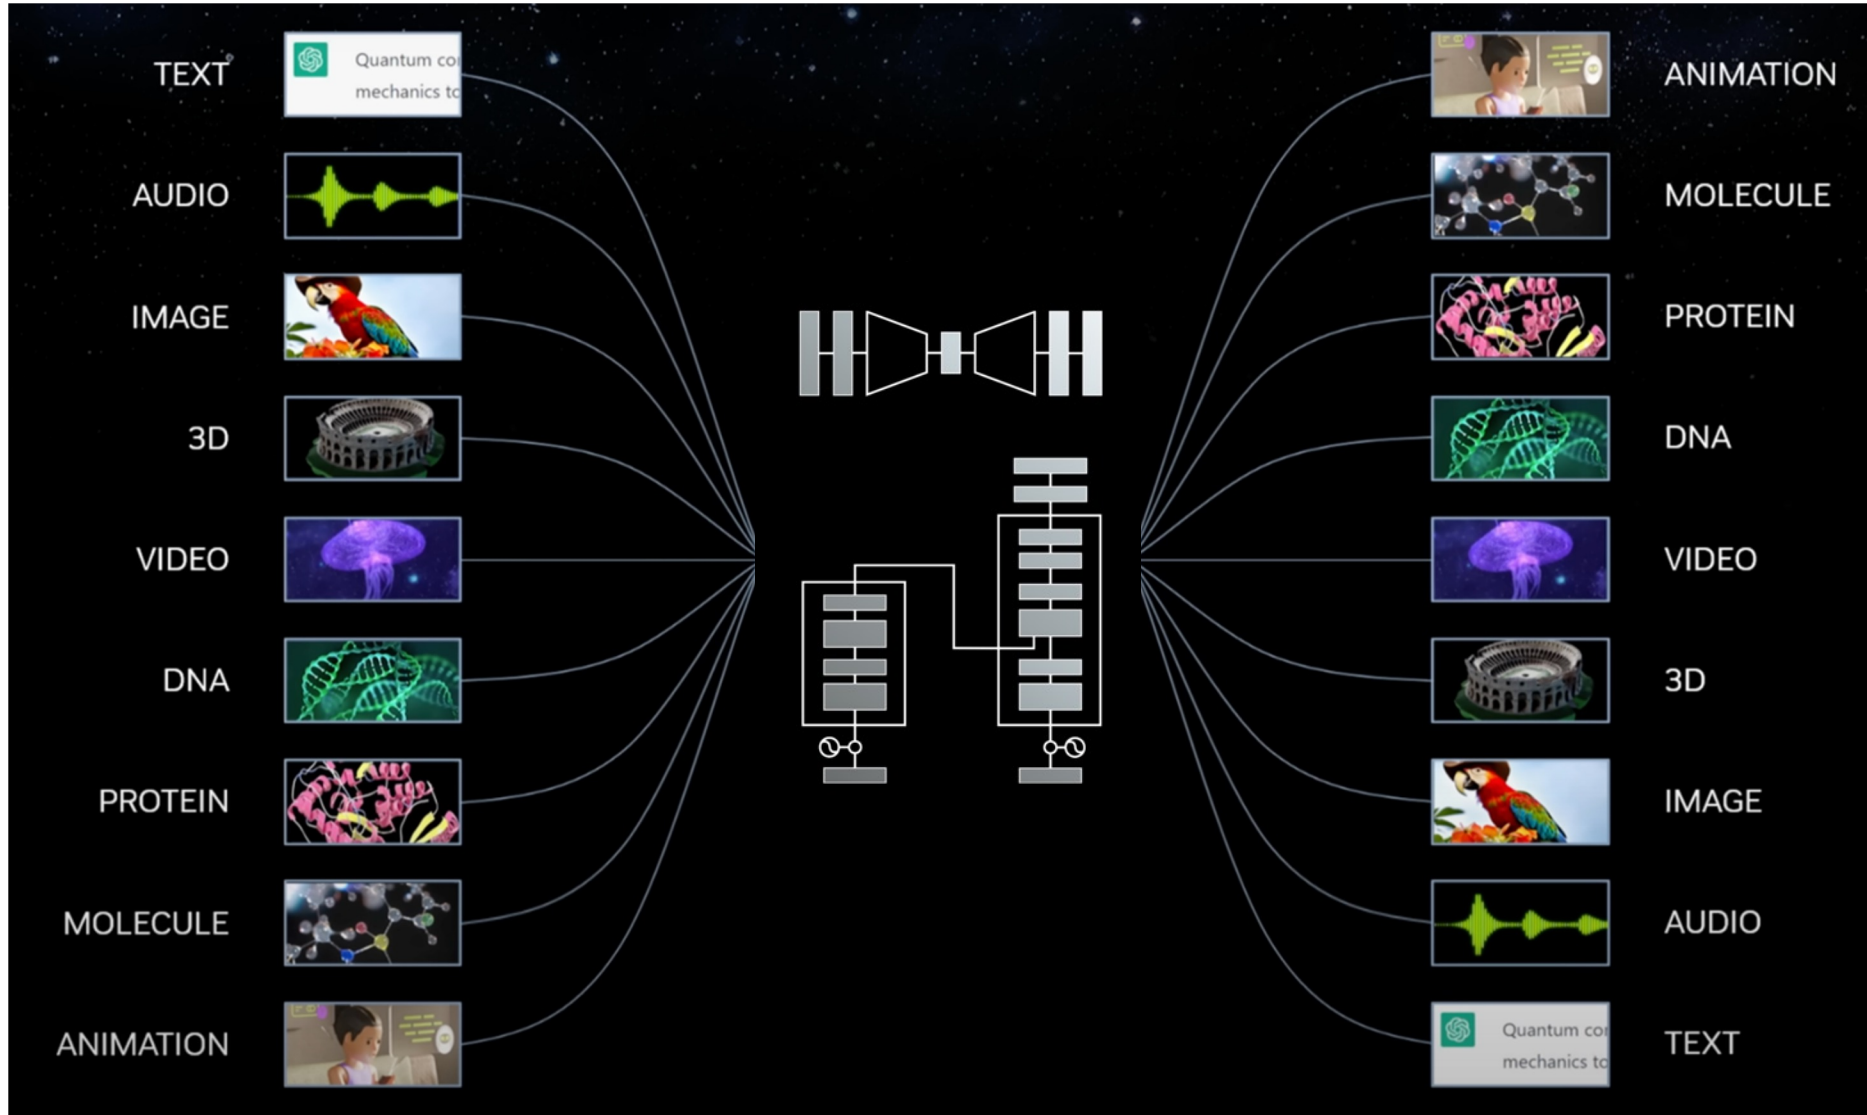 TEXT
Quantum co
mechanics to
AUDIO
IMAGE
3D
VIDEO
DNA
PROTEIN
MOLECULE
ANIMATION
ANIMATION
MOLECULE
PROTEIN
DNA
VIDEO
3D
IMAGE
AUDIO
Quantum co
mechanics to
TEXT